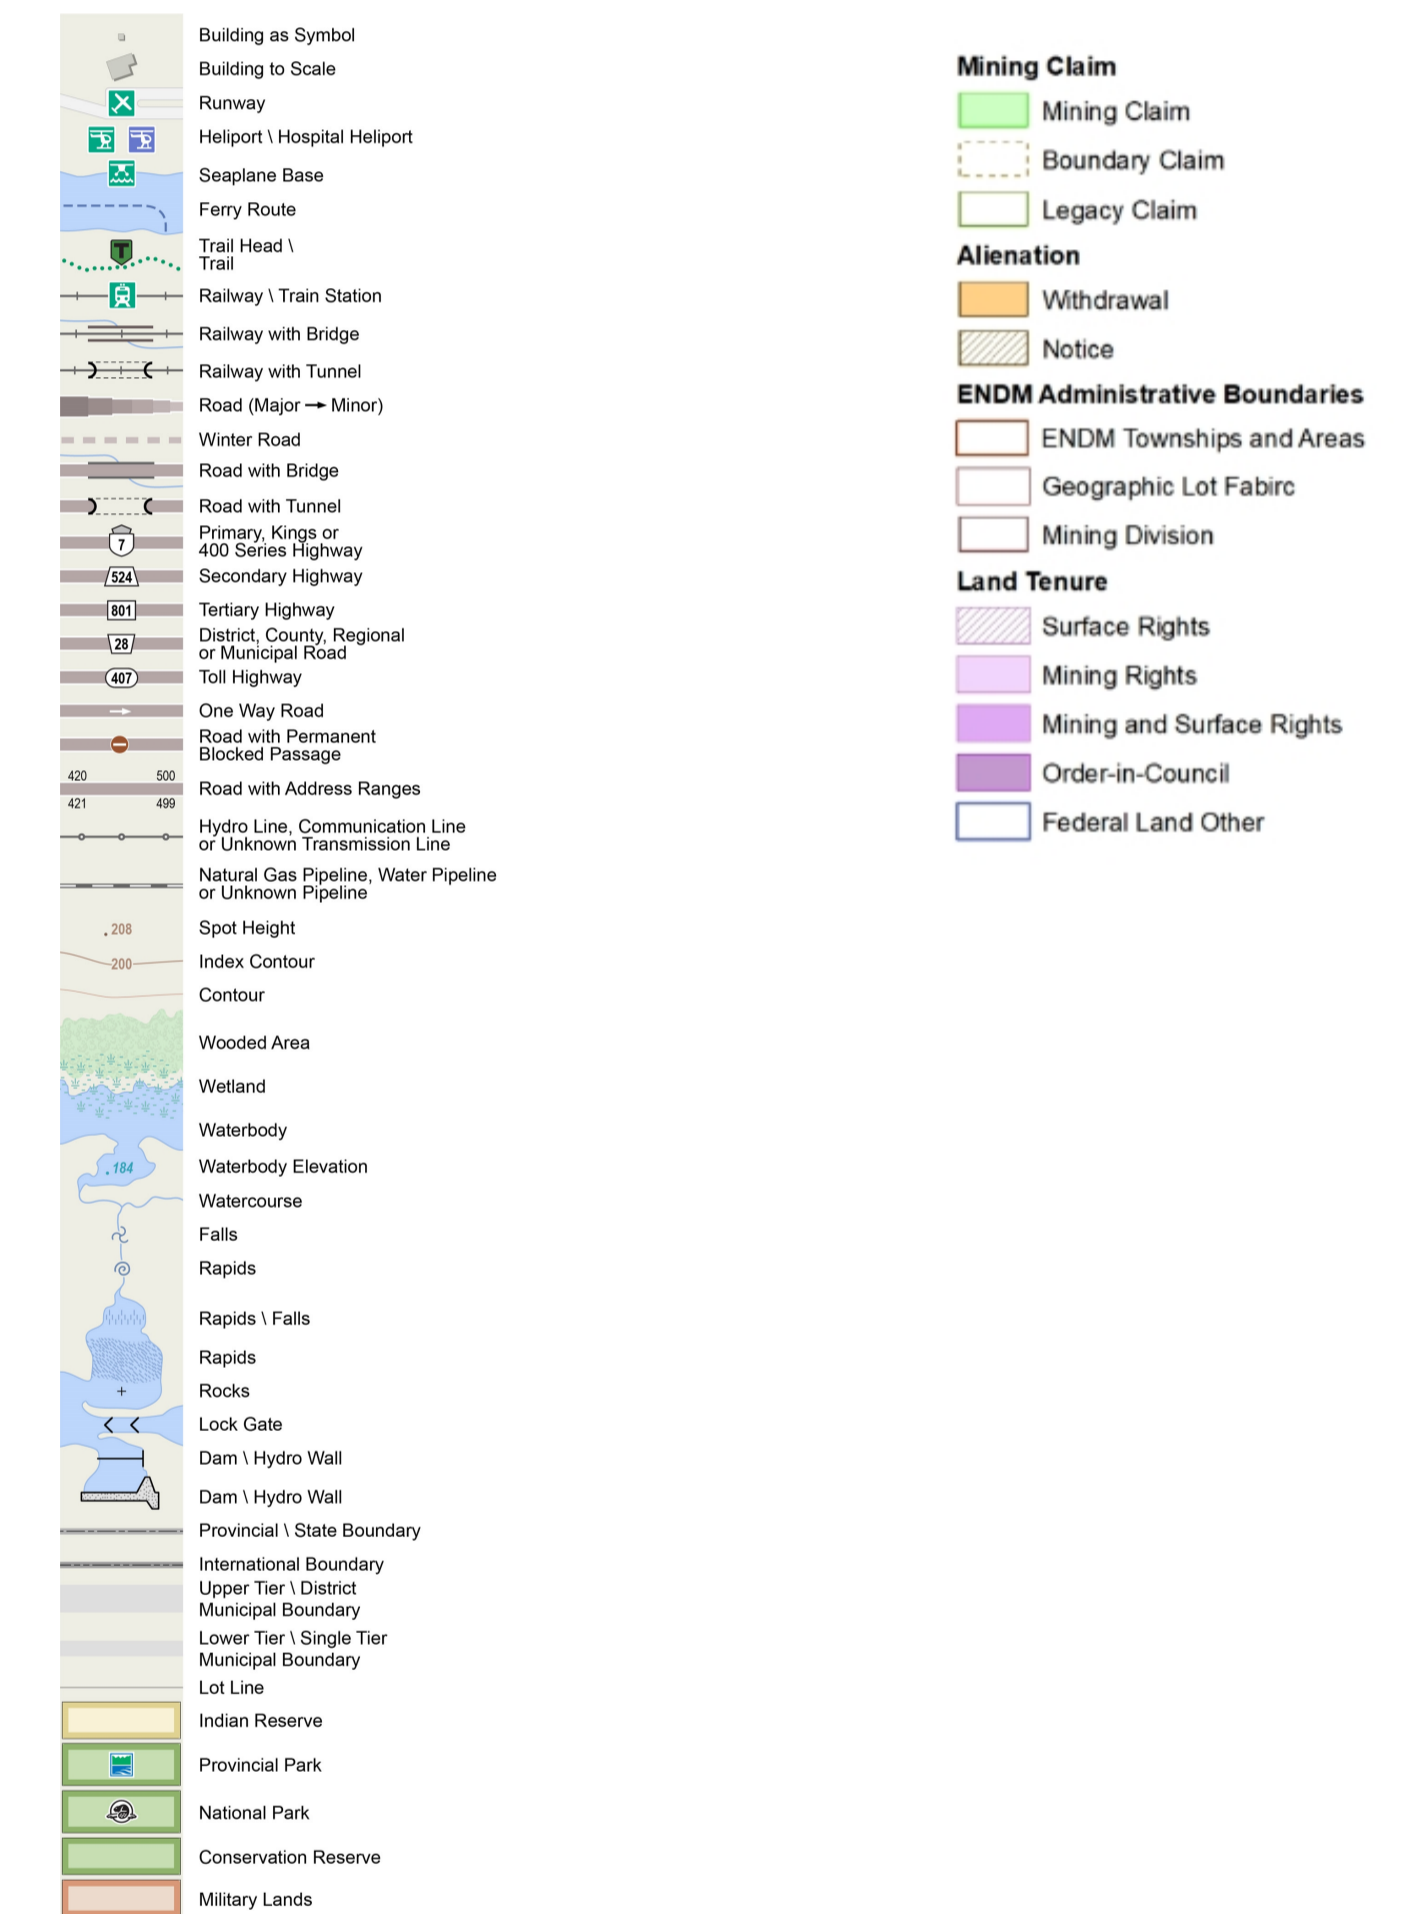 Building as Symbol
Building to Scale
Runway
Heliport \ Hospital Heliport
Seaplane Base
Ferry Route
T
Trail Head \
Trail
Railway \ Train Station
Railway with Bridge
Railway with Tunnel
Road (Major → Minor)
Winter Road
Road with Bridge
Road with Tunnel
7
Primary, Kings or
400 Series Highway
524
Secondary Highway
801
Tertiary Highway
28
District, County, Regional
or Municipal Road
407
Toll Highway
One Way Road
Road with Permanent
Blocked Passage
420 500
Road with Address Ranges
421 499
Hydro Line, Communication Line
or Unknown Transmission Line
Natural Gas Pipeline, Water Pipeline
or Unknown Pipeline
.208
Spot Height
200
Index Contour
Contour
Wooded Area
Wetland
Waterbody
.184
Waterbody Elevation
Watercourse
Falls
Rapids
Rapids \ Falls
Rapids
Rocks
Lock Gate
Dam \ Hydro Wall
Dam \ Hydro Wall
Provincial \ State Boundary
International Boundary
Upper Tier \ District
Municipal Boundary
Lower Tier \ Single Tier
Municipal Boundary
Lot Line
Indian Reserve
Provincial Park
National Park
Conservation Reserve
Military Lands
Mining Claim
Mining Claim
Boundary Claim
Legacy Claim
Alienation
Withdrawal
Notice
ENDM Administrative Boundaries
ENDM Townships and Areas
Geographic Lot Fabirc
Mining Division
Land Tenure
Surface Rights
Mining Rights
Mining and Surface Rights
Order-in-Council
Federal Land Other